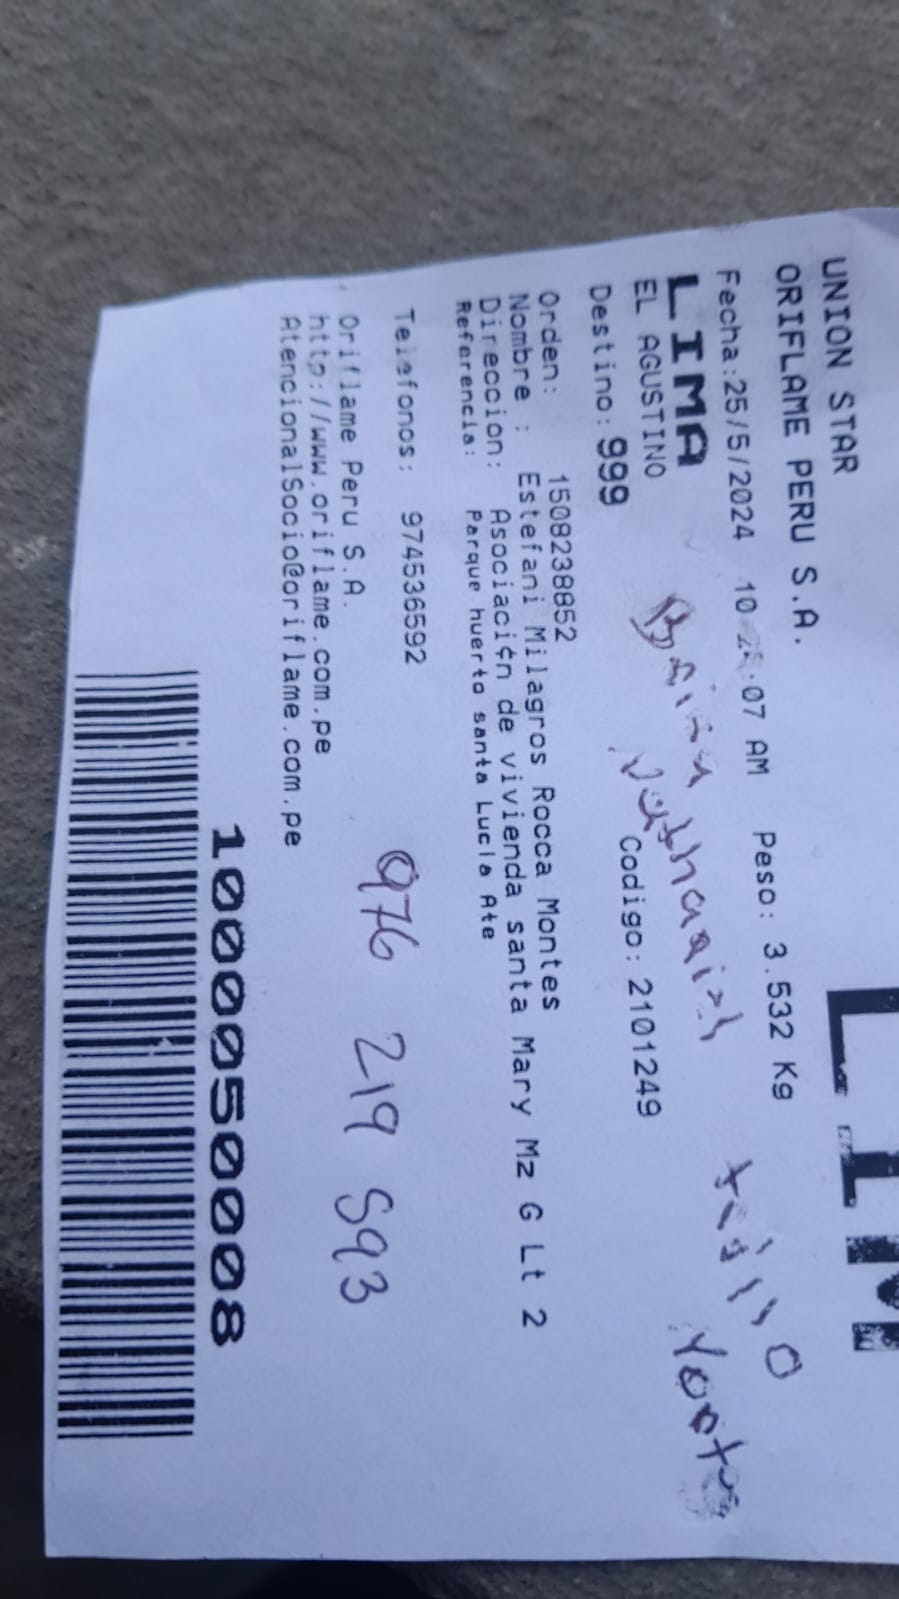 UNION STAR
ORIFLAME PERU S.A.
Fecha:25/5/2024 10 :07 AM Peso: 3.532 Kg
LIM
LIMA
EL AGUSTINO
Destino: 999 Codigo: 2101249
Orden: 1508238852
Nombre : Estefani Milagros Rocca Montes
Direccion: Asociaci¢n de vivienda santa Mary Mz G Lt 2
Referencia: Parque huerto santa Lucia Ate
Telefonos: 974536592
976 219 593
Oriflame Peru S.A.
http://www.oriflame.com.pe
AtencionalSocio@oriflame.com.pe
1000050008